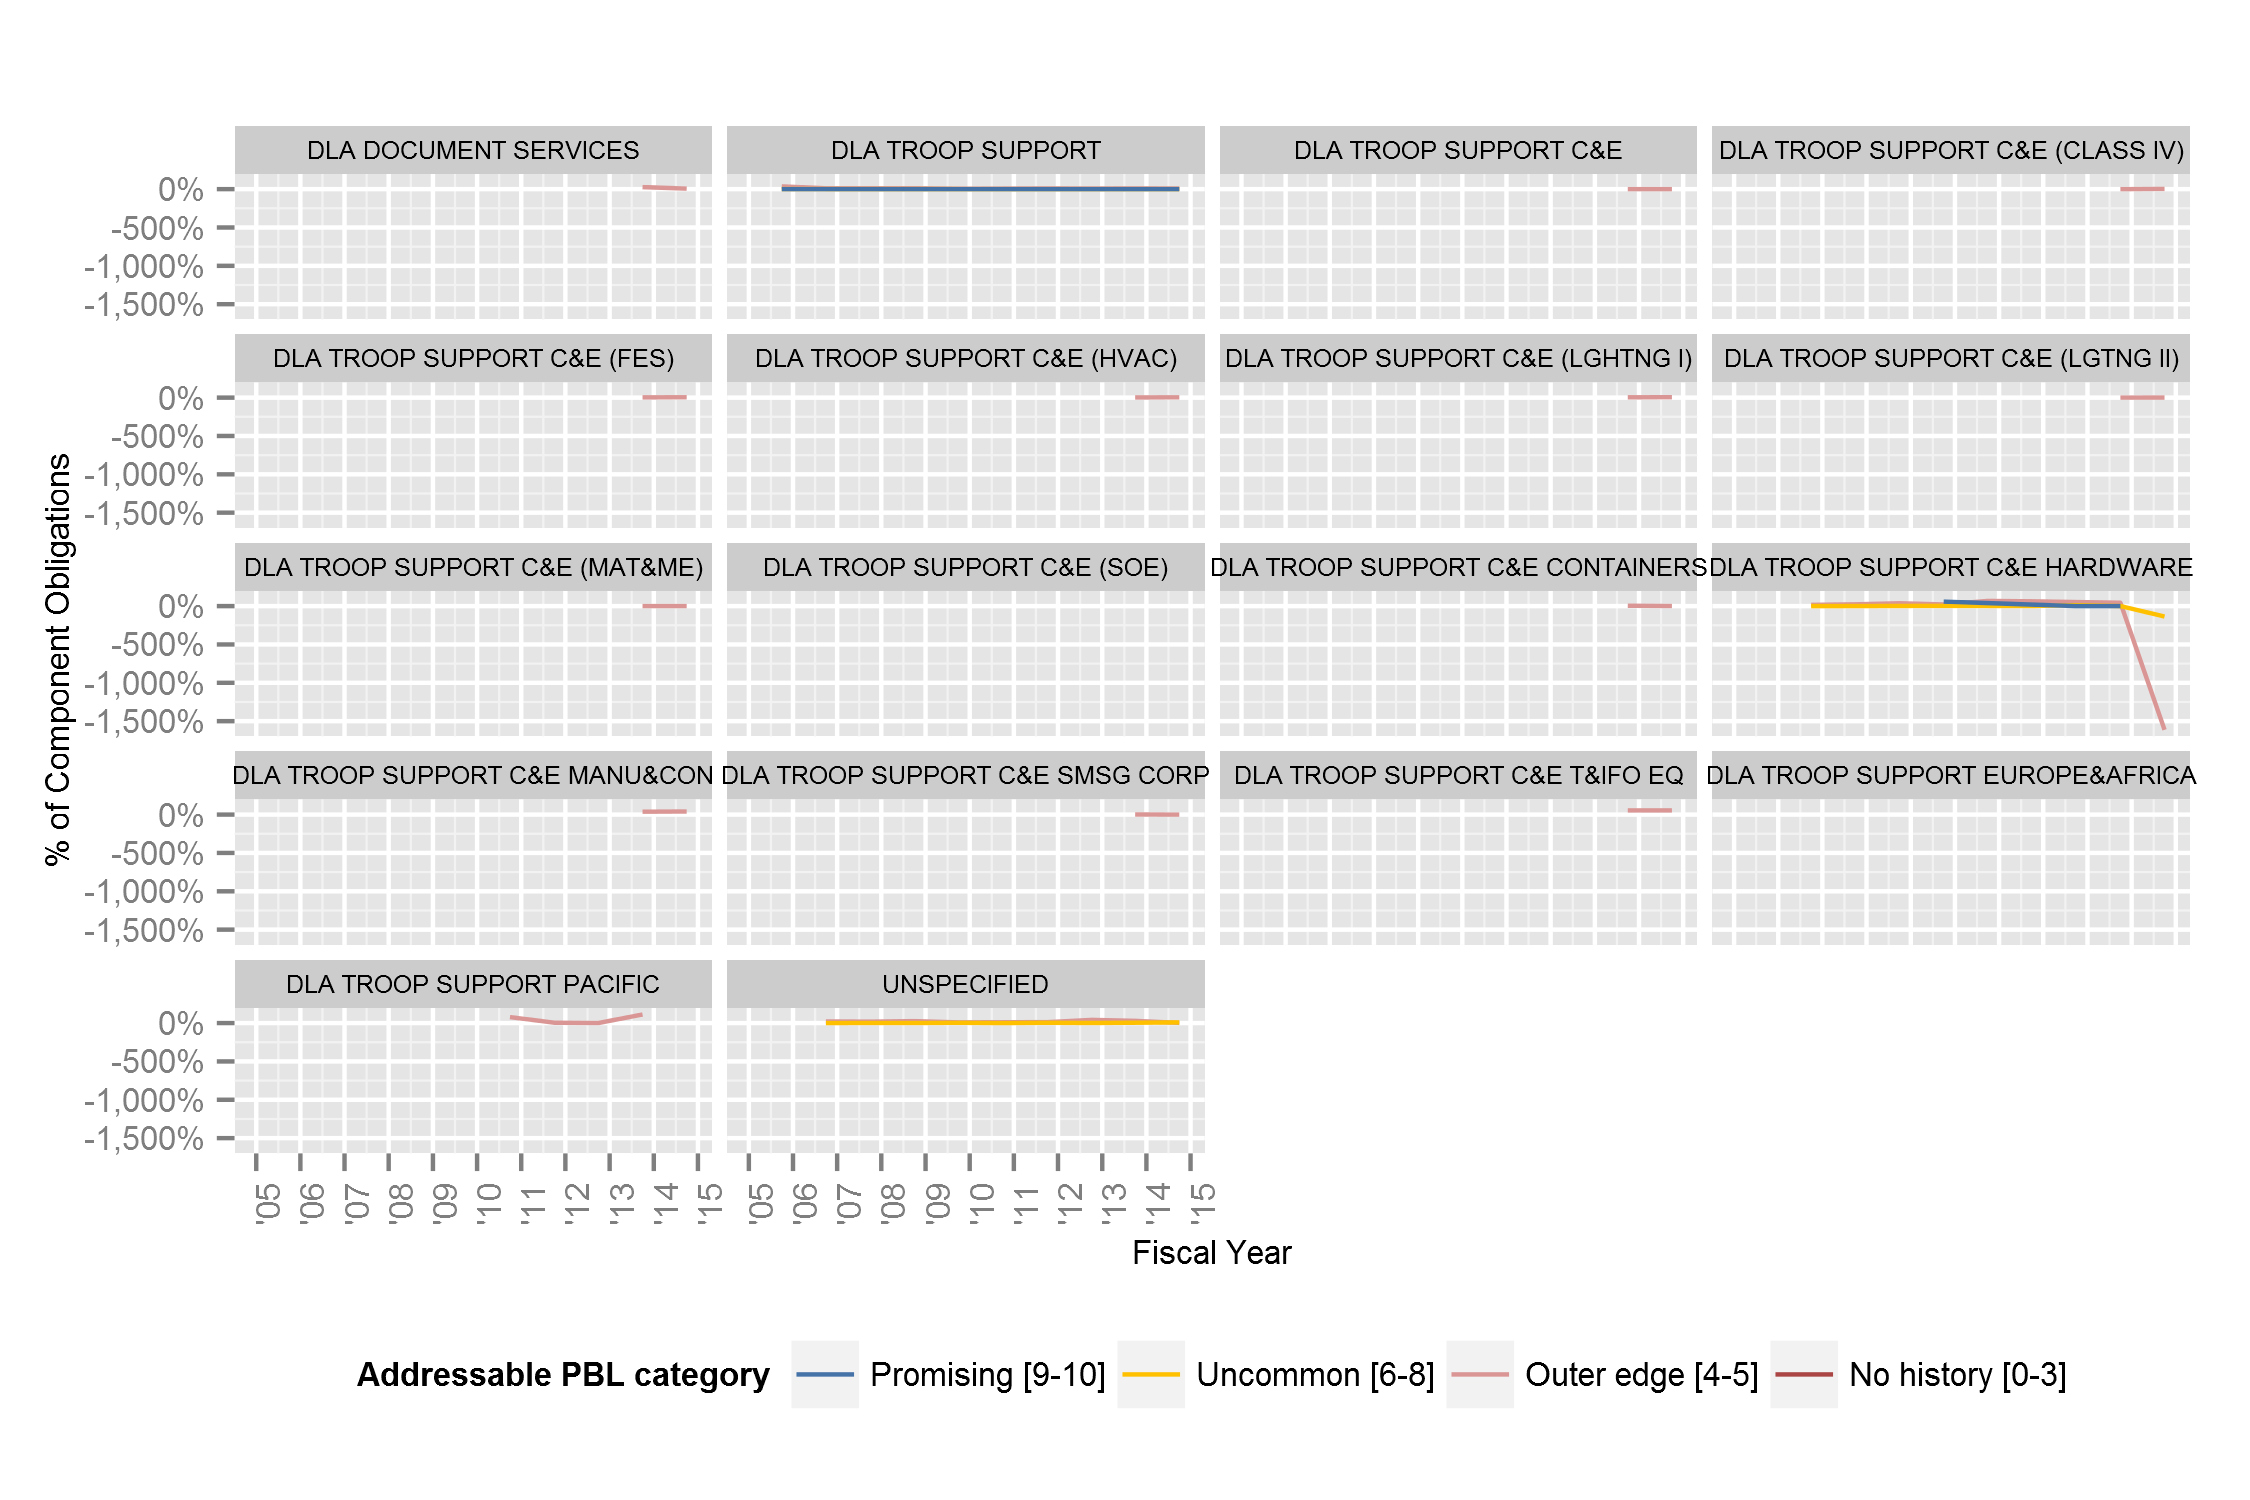 DLA DOCUMENT SERVICES
DLA TROOP SUPPORT
DLA TROOP SUPPORT C&E
DLA TROOP SUPPORT C&E (CLASS IV)
0%
-500%
-1,000%
-1,500%
DLA TROOP SUPPORT C&E (FES)
DLA TROOP SUPPORT C&E (HVAC)
DLA TROOP SUPPORT C&E (LGHTNG I)
DLA TROOP SUPPORT C&E (LGTNG II)
0%
-500%
-1,000%
-1,500%
DLA TROOP SUPPORT C&E (MAT&ME)
DLA TROOP SUPPORT C&E (SOE)
DLA TROOP SUPPORT C&E CONTAINERS
DLA TROOP SUPPORT C&E HARDWARE
0%
-500%
-1,000%
-1,500%
DLA TROOP SUPPORT C&E MANU&CON
DLA TROOP SUPPORT C&E SMSG CORP
DLA TROOP SUPPORT C&E T&IFO EQ
DLA TROOP SUPPORT EUROPE&AFRICA
0%
-500%
-1,000%
-1,500%
DLA TROOP SUPPORT PACIFIC
UNSPECIFIED
0%
-500%
-1,000%
-1,500%
% of Component Obligations
'05 '06 '07 '08 '09 '10 '11 '12 '13 '14 '15
'05 '06 '07 '08 '09 '10 '11 '12 '13 '14 '15
Fiscal Year
Addressable PBL category Promising [9-10] Uncommon [6-8] Outer edge [4-5] No history [0-3]